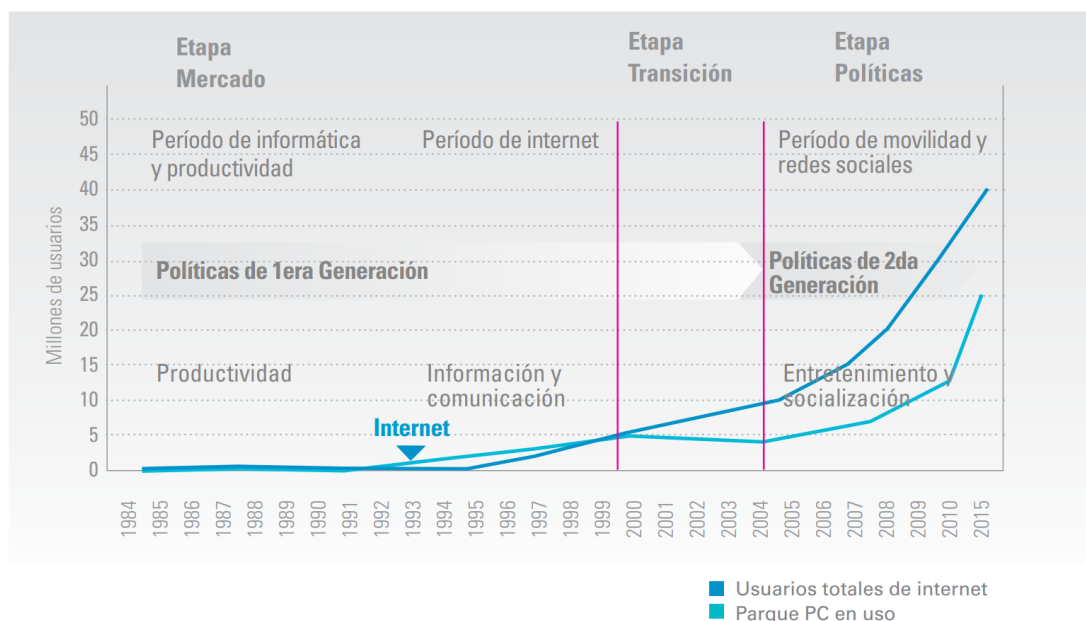 Etapa
Mercado
Etapa
Transición
Etapa
Políticas
Millones de usuarios
50
45
40
35
30
25
20
15
10
5
0
Período de informática
y productividad
Período de internet
Período de movilidad y
redes sociales
Políticas de 1era Generación
Políticas de 2da
Generación
Productividad
Información y
comunicación
Entretenimiento y
socialización
Internet
1984
1985
1986
1987
1988
1989
1990
1991
1992
1993
1994
1995
1996
1997
1998
1999
2000
2001
2002
2003
2004
2005
2006
2007
2008
2009
2010
2015
Usuarios totales de internet
Parque PC en uso